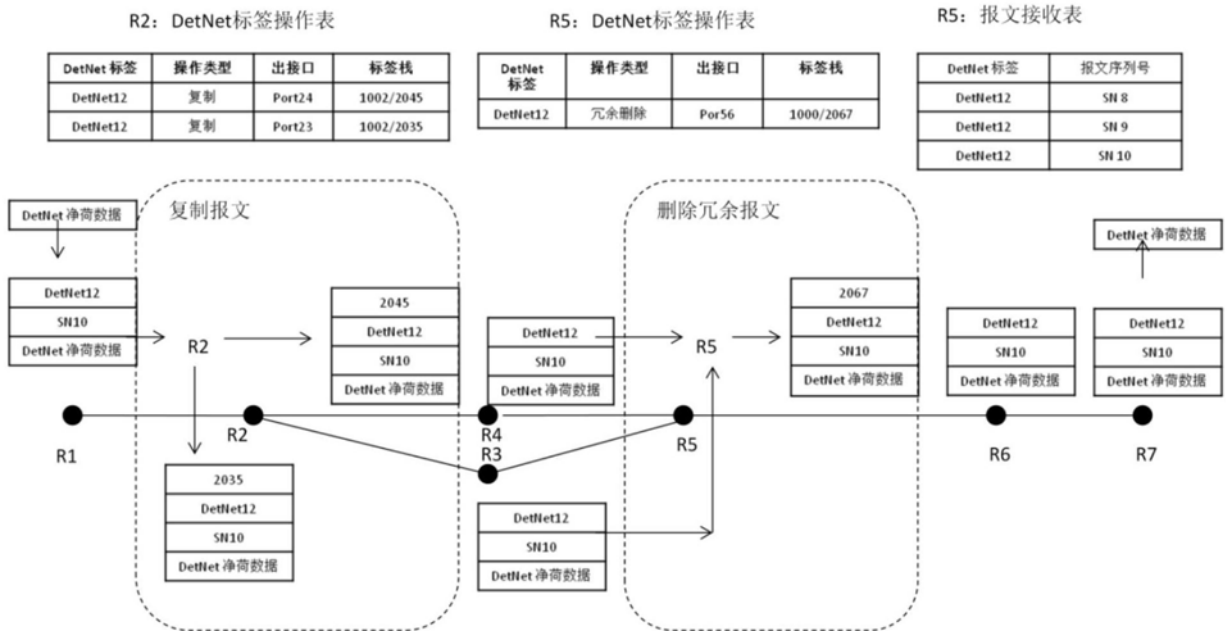 R2：DetNet标签操作表
DetNet 标签 操作类型 出接口 标签栈
DetNet12 复制 Port24 1002/2045
DetNet12 复制 Port23 1002/2035
R5：DetNet标签操作表
DetNet 标签 操作类型 出接口 标签栈
DetNet12 冗余删除 Por56 1000/2067
R5：报文接收表
DetNet 标签 报文序列号
DetNet12 SN 8
DetNet12 SN 9
DetNet12 SN 10
DetNet 净荷数据
DetNet12
SN10
DetNet 净荷数据
复制报文
R2
2045
DetNet12
SN10
DetNet 净荷数据
2035
DetNet12
SN10
DetNet 净荷数据
DetNet12
SN10
DetNet 净荷数据
DetNet12
SN10
DetNet 净荷数据
删除冗余报文
R5
2067
DetNet12
SN10
DetNet 净荷数据
DetNet12
SN10
DetNet 净荷数据
DetNet 净荷数据
DetNet12
SN10
DetNet 净荷数据
R1
R2
R4
R3
R5
R6
R7